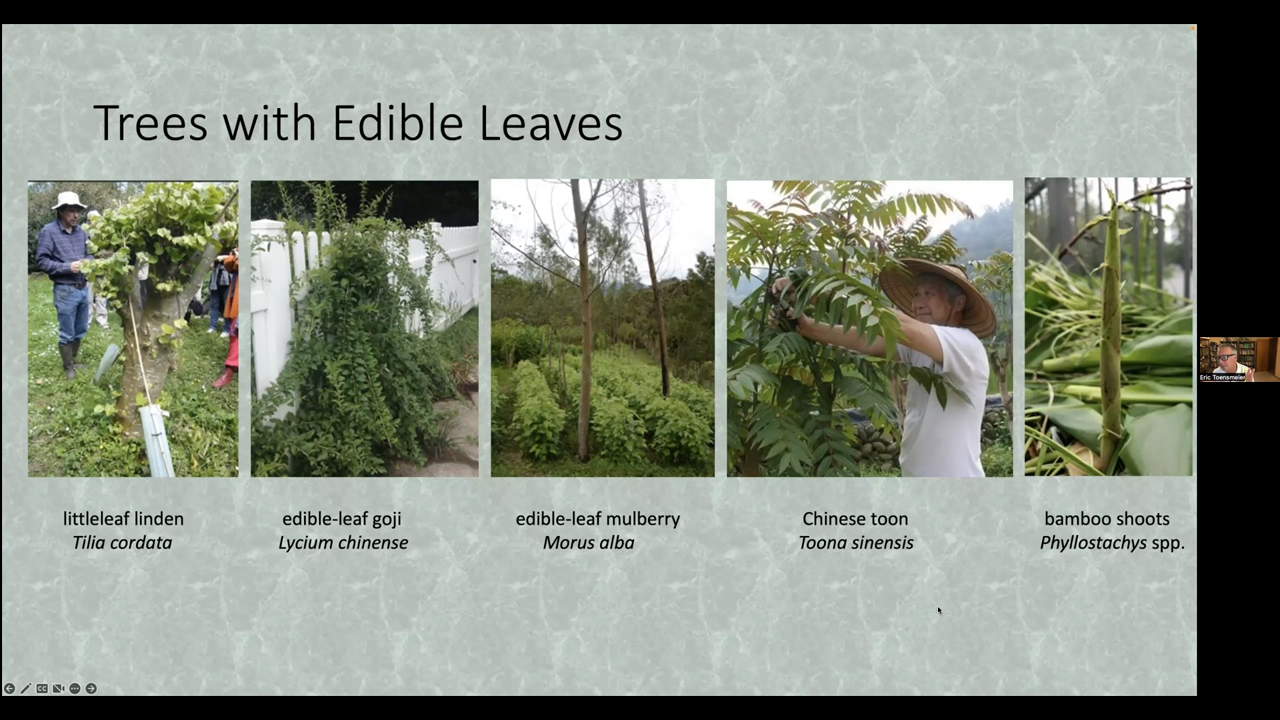 Trees with Edible Leaves
littleleaf linden
Tilia cordata
edible-leaf goji
Lycium chinense
edible-leaf mulberry
Morus alba
Chinese toon
Toona sinensis
bamboo shoots
Phyllostachys spp.
Eric Toensmeier
CC